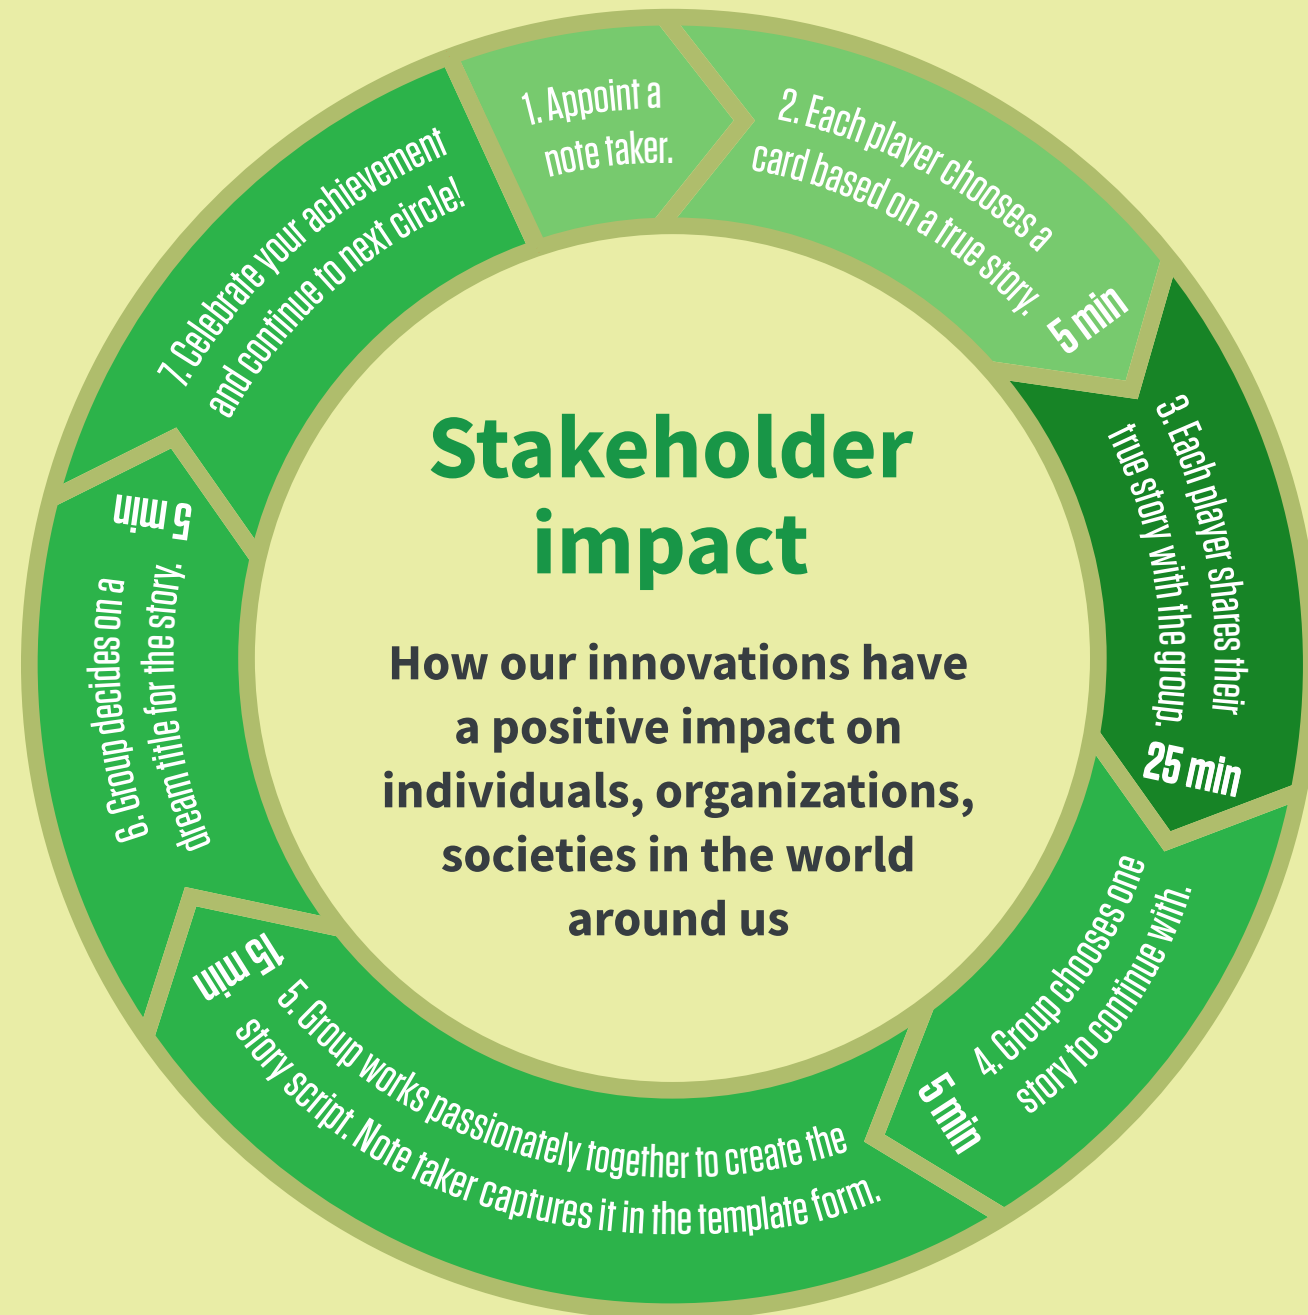 1. Appoint a
note taker.
2. Each player chooses a
card based on a true story.
5 min
3. Each player shares their
true story with the group.
25 min
4. Group chooses one
story to continue with.
5 min
5. Group works passionately together to create the
story script. Note taker captures it in the template form.
15 min
6. Group decides on a
dream title for the story.
5 min
7. Celebrate your achievement
and continue to next circle!
Stakeholder
impact
How our innovations have
a positive impact on
individuals, organizations,
societies in the world
around us